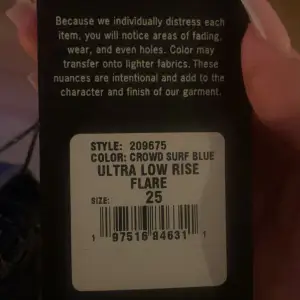 Because we individually distress each
item, you will notice areas of fading,
wear, and even holes. Color may
transfer onto lighter fabrics. These
nuances are intentional and add to the
character and finish of our garment.
STYLE: 209675
COLOR: CROWD SURF BLUE
ULTRA LOW RISE
FLARE
SIZE: 25
1 97516 84631 1